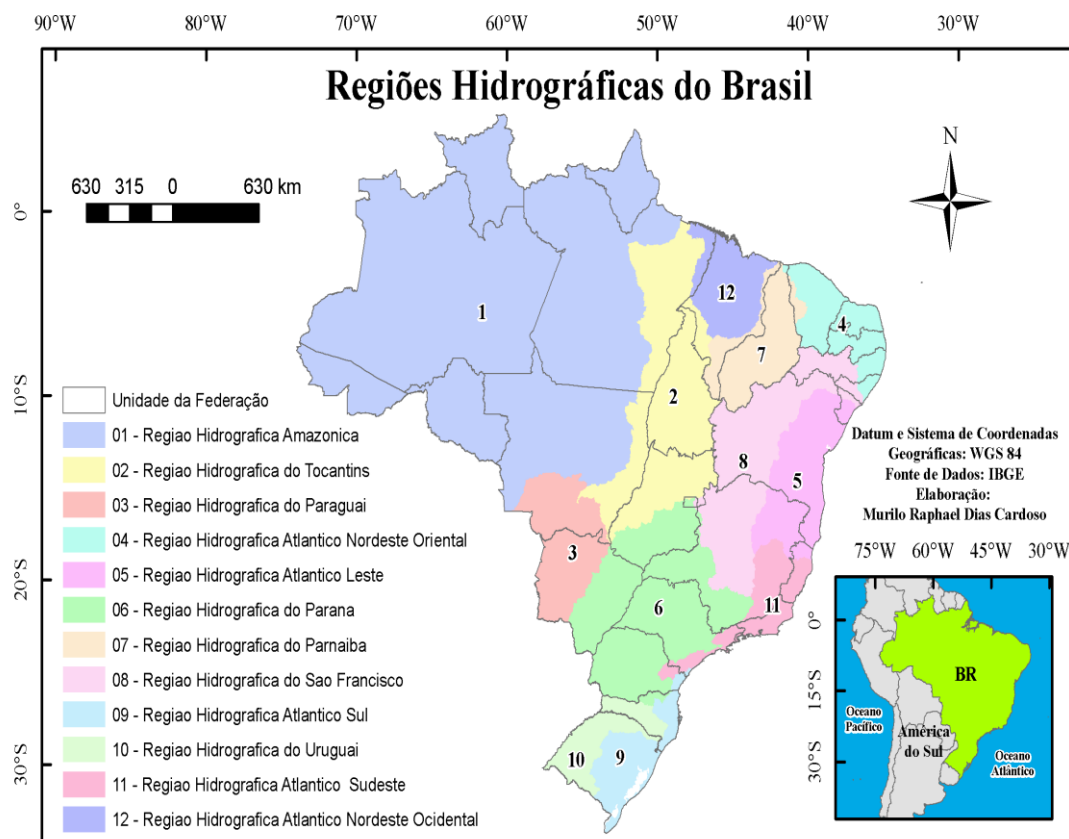 90°W 80°W 70°W 60°W 50°W 40°W 30°W
Regiões Hidrográficas do Brasil
N
630 315 0 630 km
0°
10°S
20°S
30°S
1
2
3
4
5
6
7
8
9
10
11
12
Unidade da Federação
01 - Regiao Hidrografica Amazonica
02 - Regiao Hidrografica do Tocantins
03 - Regiao Hidrografica do Paraguai
04 - Regiao Hidrografica Atlantico Nordeste Oriental
05 - Regiao Hidrografica Atlantico Leste
06 - Regiao Hidrografica do Parana
07 - Regiao Hidrografica do Parnaiba
08 - Regiao Hidrografica do Sao Francisco
09 - Regiao Hidrografica Atlantico Sul
10 - Regiao Hidrografica do Uruguai
11 - Regiao Hidrografica Atlantico Sudeste
12 - Regiao Hidrografica Atlantico Nordeste Ocidental
Datum e Sistema de Coordenadas
Geográficas: WGS 84
Fonte de Dados: IBGE
Elaboração:
Murilo Raphael Dias Cardoso
75°W 60°W 45°W 30°W
0°
15°S
30°S
BR
Oceano
Pacífico
América
do Sul
Oceano
Atlântico